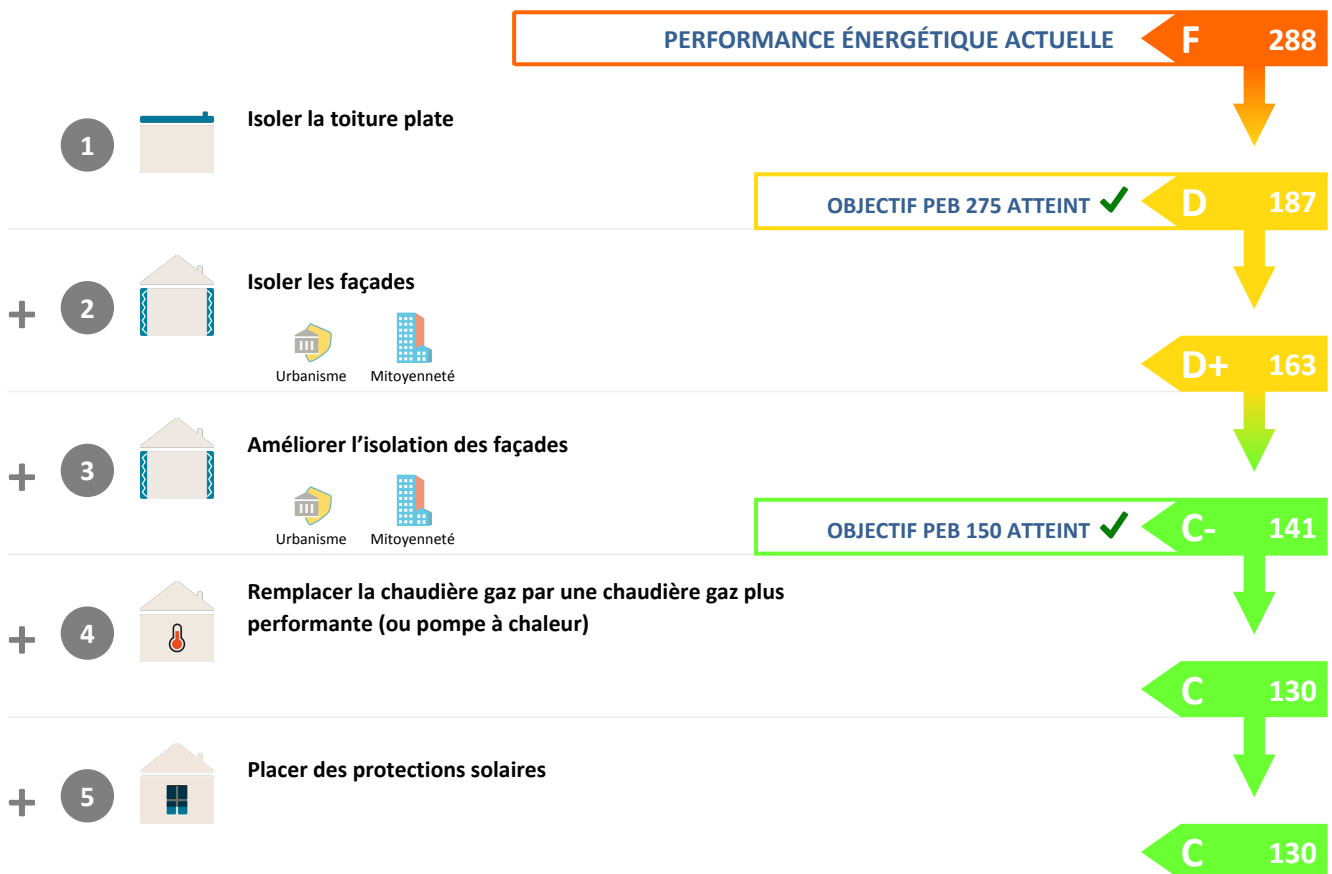 PERFORMANCE ÉNERGÉTIQUE ACTUELLE F 288
1 Isoler la toiture plate
OBJECTIF PEB 275 ATTEINT ✓ D 187
+ 2 Isoler les façades
Urbanisme Mitoyenneté
D+ 163
+ 3 Améliorer l’isolation des façades
Urbanisme Mitoyenneté
OBJECTIF PEB 150 ATTEINT ✓ C- 141
+ 4 Remplacer la chaudière gaz par une chaudière gaz plus
performante (ou pompe à chaleur)
C 130
+ 5 Placer des protections solaires
C 130